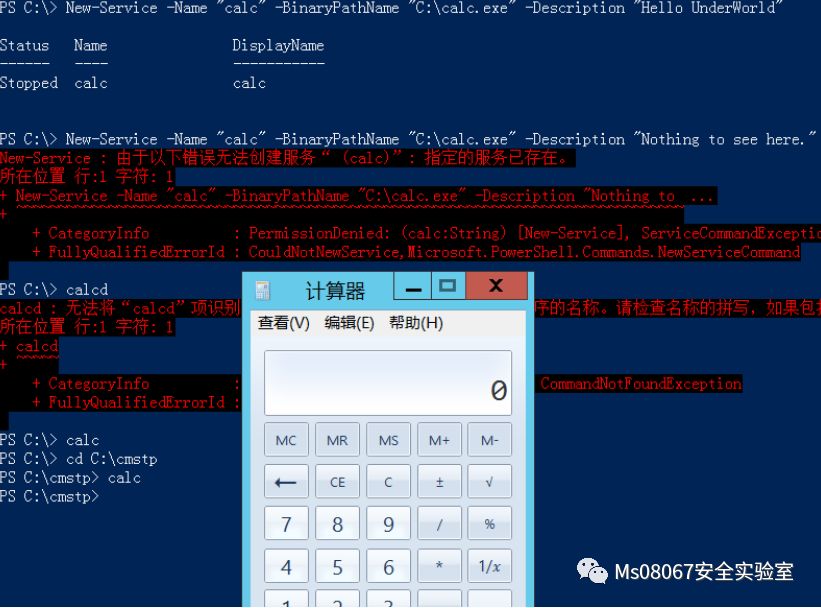 PS C:\> New-Service -Name "calc" -BinaryPathName "C:\calc.exe" -Description "Hello UnderWorld"
Status Name DisplayName
------ ---- -----------
Stopped calc calc
PS C:\> New-Service -Name "calc" -BinaryPathName "C:\calc.exe" -Description "Nothing to see here."
New-Service : 由于以下错误无法创建服务“ (calc)”: 指定的服务已存在。
所在位置 行:1 字符: 1
+ New-Service -Name "calc" -BinaryPathName "C:\calc.exe" -Description "Nothing to ...
+ ~~~~~~~~~~~~~~~~~~~~~~~~~~~~~~~~~~~~~~~~~~~~~~~~~~~~~~~~~~~~~~~~~~~~~~~~~~~~~
+ CategoryInfo : PermissionDenied: (calc:String) [New-Service], ServiceCommandExceptio
+ FullyQualifiedErrorId : CouldNotNewService,Microsoft.PowerShell.Commands.NewServiceCommand
PS C:\> calcd
calcd : 无法将“calcd”项识别 序的名称。请检查名称的拼写，如果包
所在位置 行:1 字符: 1
+ calcd
+ ~~~~~
+ CategoryInfo : CommandNotFoundException
+ FullyQualifiedErrorId :
PS C:\> calc
PS C:\> cd C:\cmstp
PS C:\cmstp> calc
PS C:\cmstp>
计算器
查看(V) 编辑(E) 帮助(H)
0
MC MR MS M+ M-
← CE C ± √
7 8 9 / %
4 5 6 * 1/x
1 2 3
Ms08067安全实验室